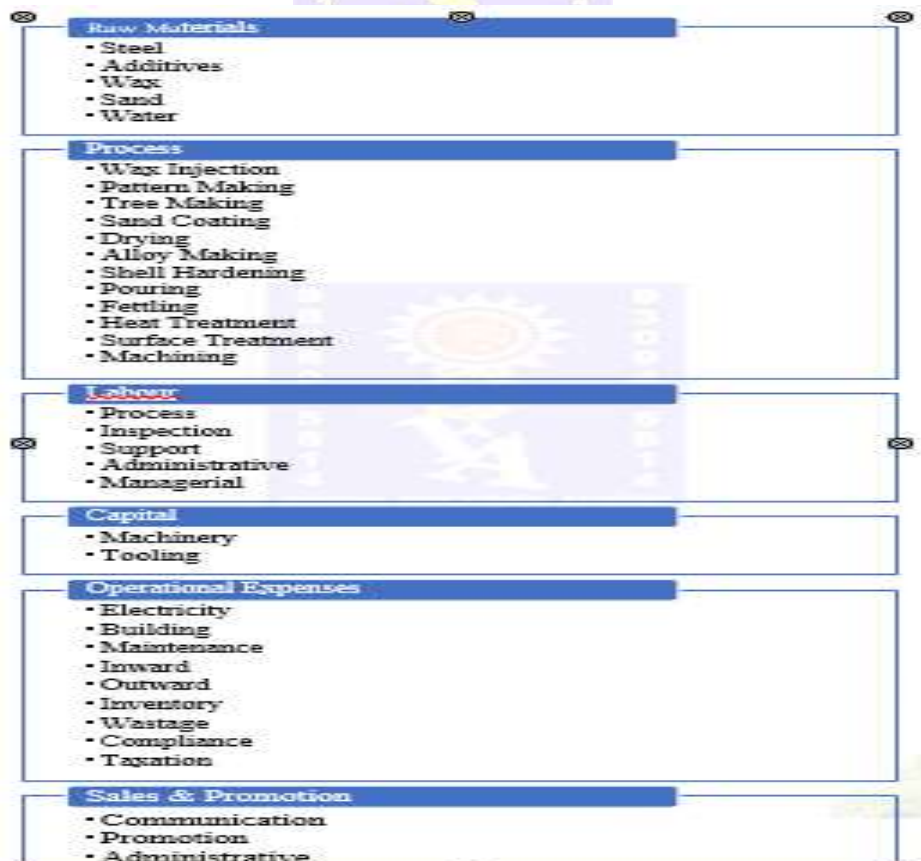 Raw Materials
• Steel
• Additives
• Wax
• Sand
• Water
Process
• Wax Injection
• Pattern Making
• Tree Making
• Sand Coating
• Drying
• Alloy Making
• Shell Hardening
• Pouring
• Fettling
• Heat Treatment
• Surface Treatment
• Machining
Labour
• Process
• Inspection
• Support
• Administrative
• Managerial
Capital
• Machinery
• Tooling
Operational Expenses
• Electricity
• Building
• Maintenance
• Inward
• Outward
• Inventory
• Wastage
• Compliance
• Taxation
Sales & Promotion
• Communication
• Promotion
• Administrative